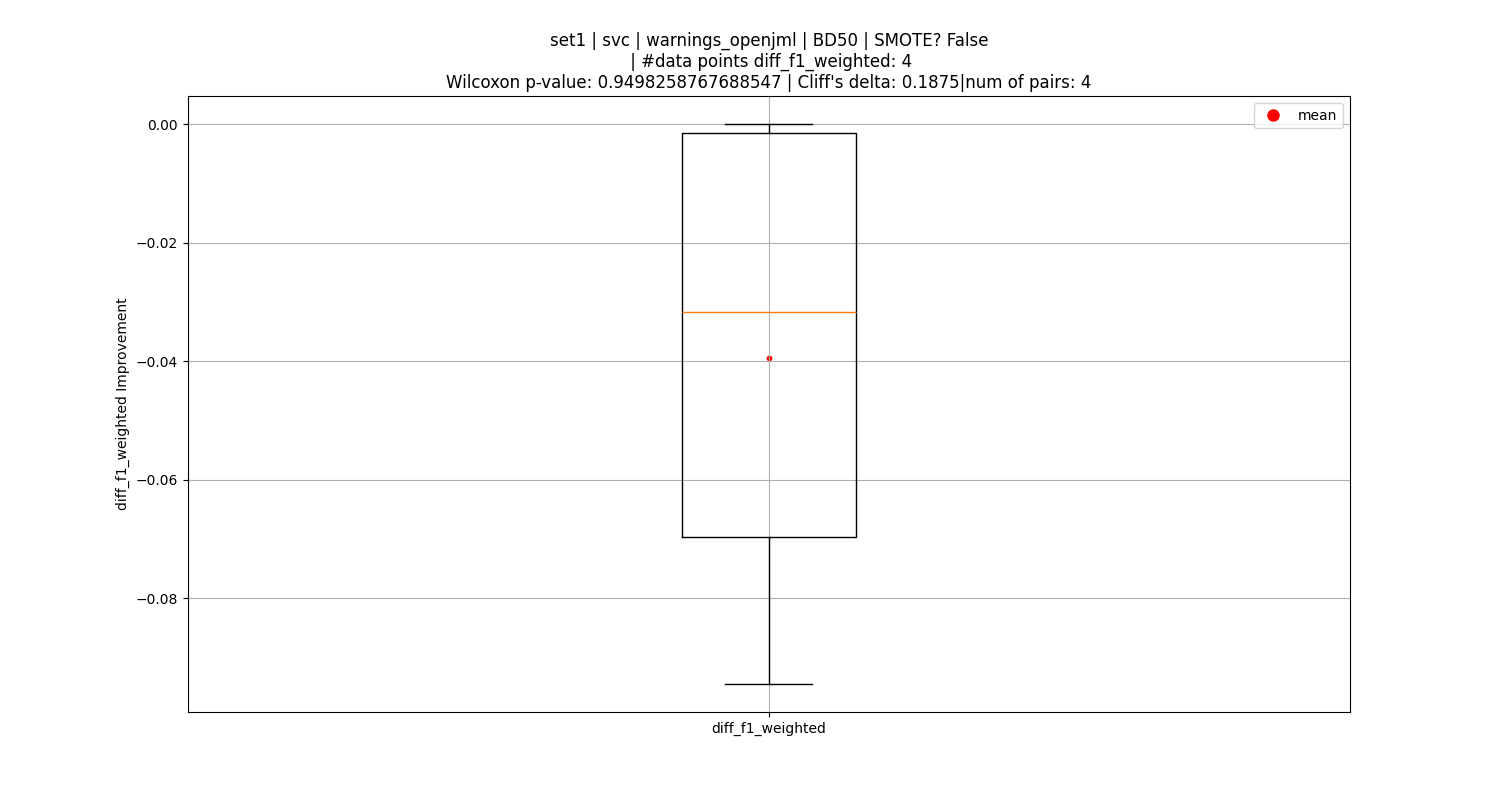 set1 | svc | warnings_openjml | BD50 | SMOTE? False
| #data points diff_f1_weighted: 4
Wilcoxon p-value: 0.9498258767688547 | Cliff's delta: 0.1875|num of pairs: 4
mean
0.00
−0.02
−0.04
−0.06
−0.08
diff_f1_weighted Improvement
diff_f1_weighted